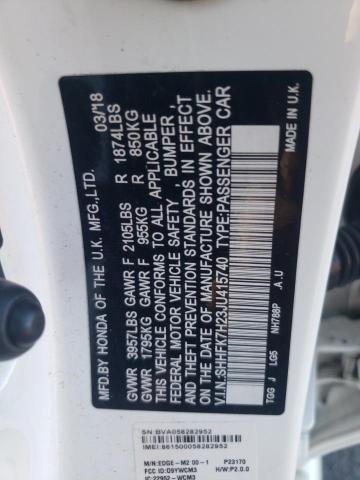 MFD.BY HONDA OF THE U.K. MFG.,LTD. 03/18
GVWR 3957LBS GAWR F 2105LBS R 1874LBS
GVWR 1795KG GAWR F 955KG R 850KG
THIS VEHICLE CONFORMS TO ALL APPLICABLE
FEDERAL MOTOR VEHICLE SAFETY , BUMPER,
AND THEFT PREVENTION STANDARDS IN EFFECT
ON THE DATE OF MANUFACTURE SHOWN ABOVE.
V.I.N.:SHHFK7H23JU415740 TYPE:PASSENGER CAR
TGG J LG5 NH788P .A.U MADE IN U.K.
SN:BVA058282952
IMEI:861500058282952
M/N:EDGE-M2 00-1 P23170
FCC ID:O9YWCM3 H/W:P2.0.0
IC:22952-WCM3